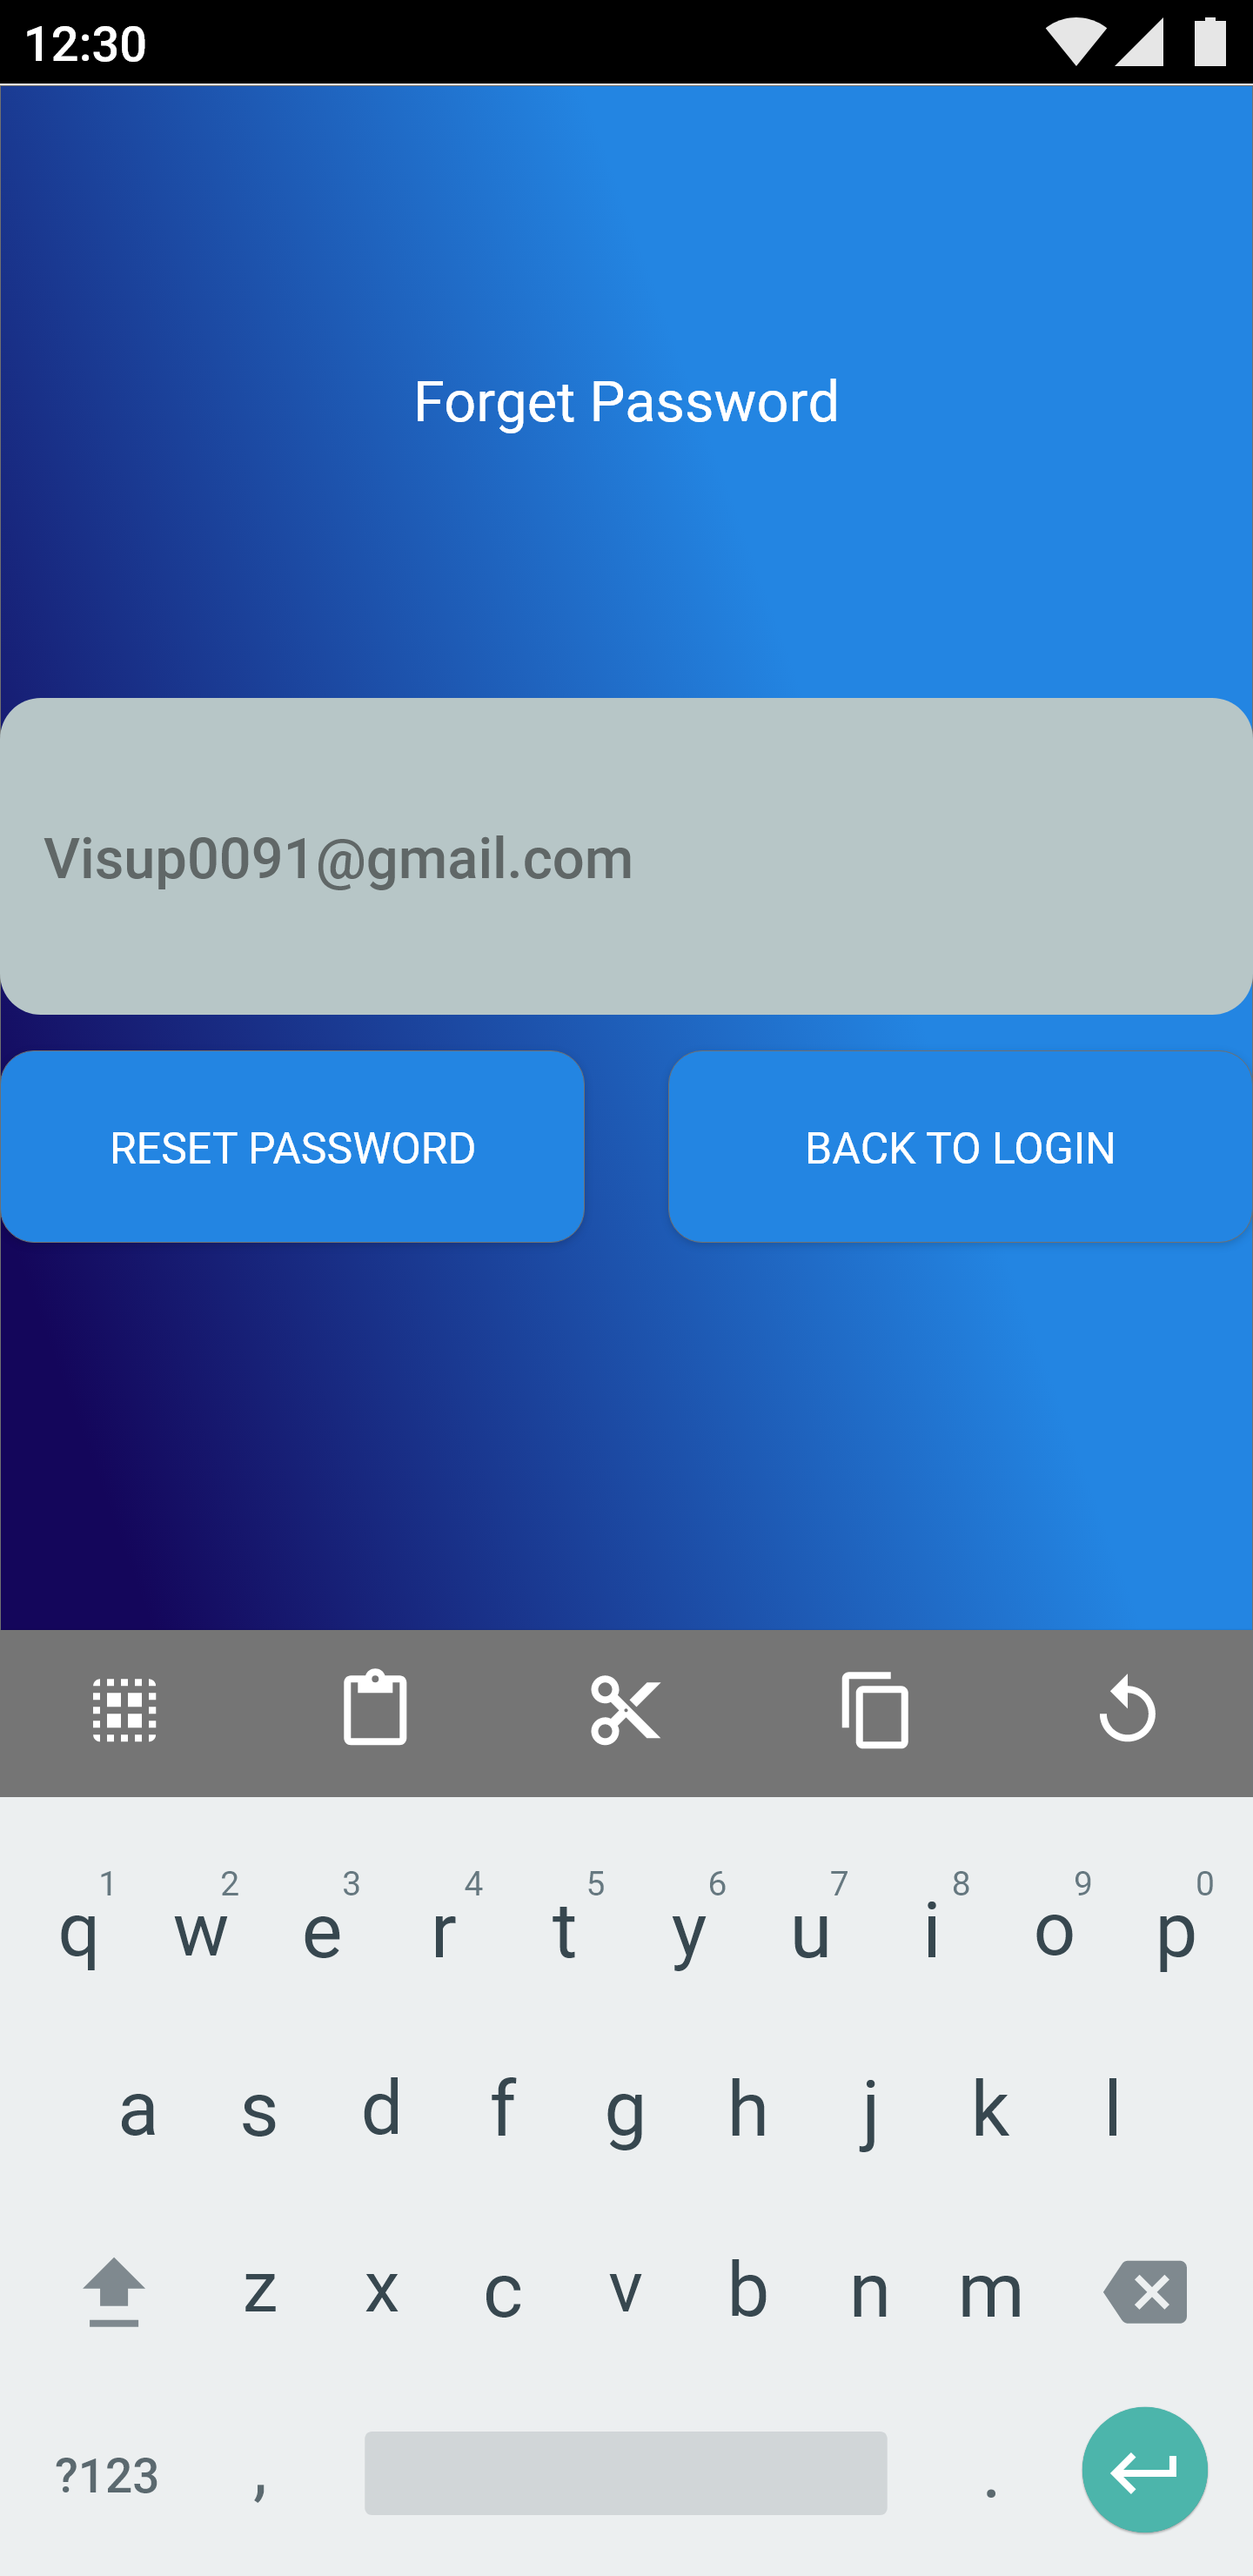 12:30
Forget Password
Visup0091@gmail.com
RESET PASSWORD
BACK TO LOGIN
1 2 3 4 5 6 7 8 9 0
q w e r t y u i o p
a s d f g h j k l
z x c v b n m
?123 , .